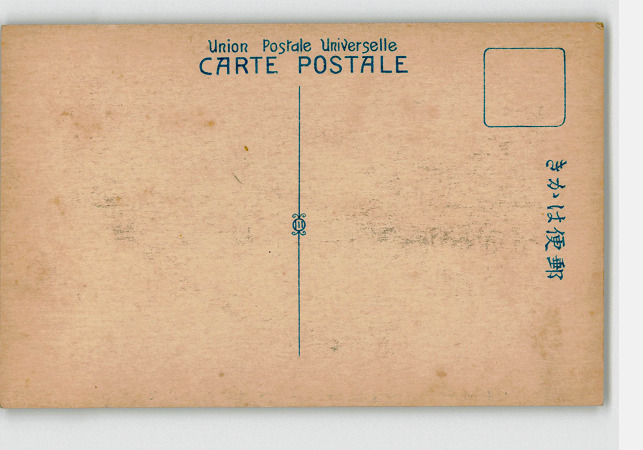 Union Postale Universelle
CARTE POSTALE
郵便はかき